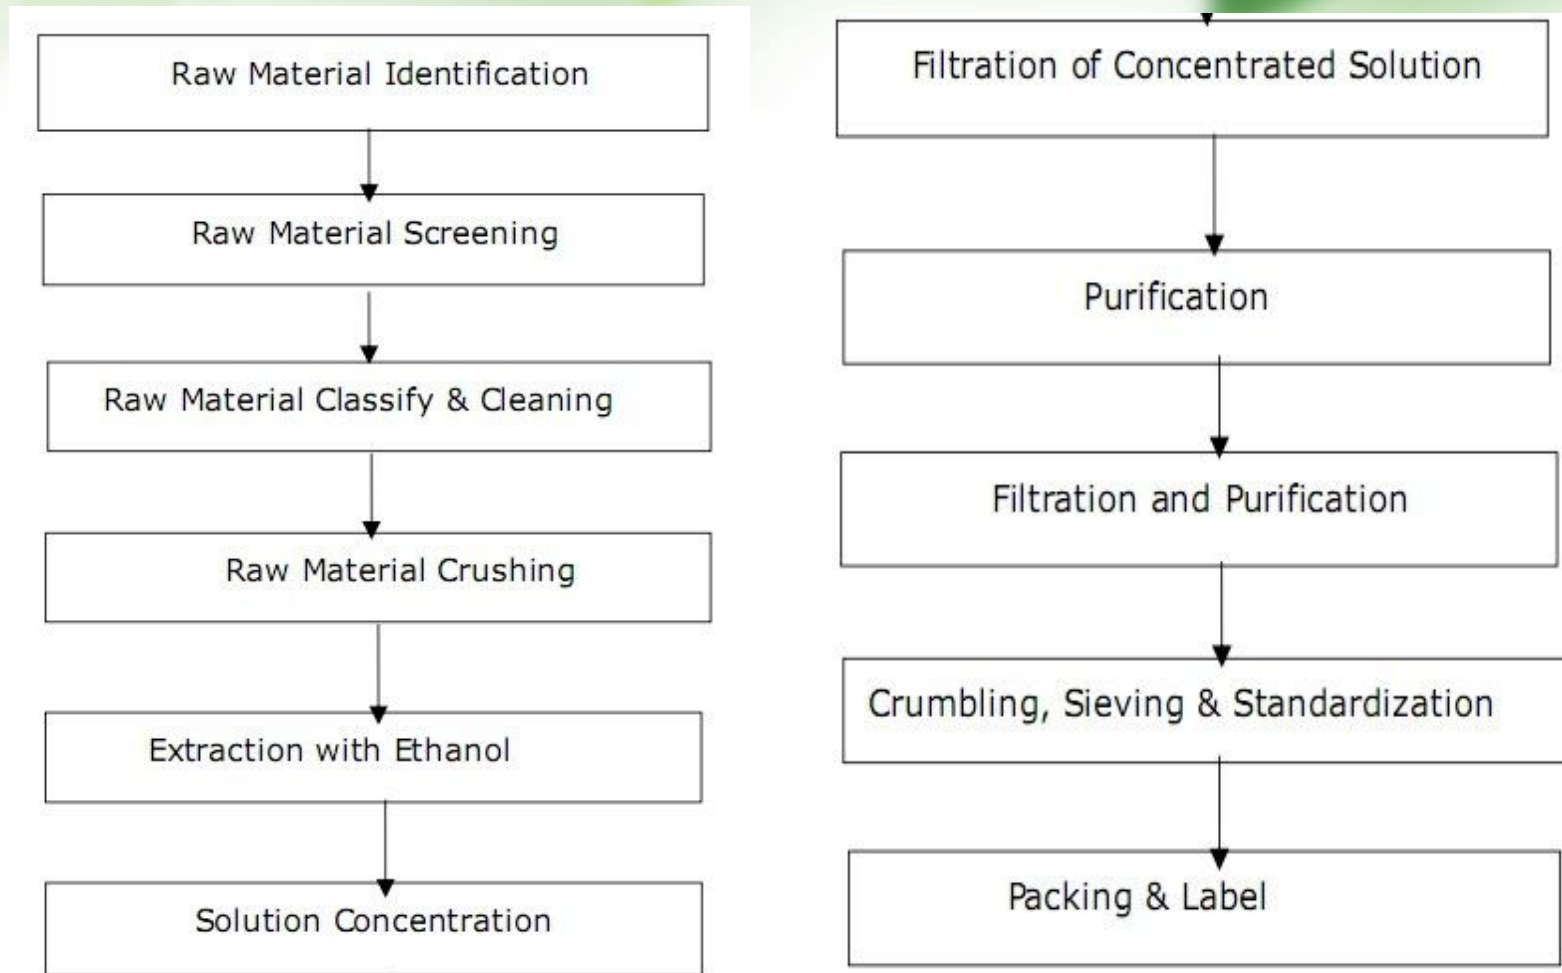 Raw Material Identification
Raw Material Screening
Raw Material Classify & Cleaning
Raw Material Crushing
Extraction with Ethanol
Solution Concentration
Filtration of Concentrated Solution
Purification
Filtration and Purification
Crumbling, Sieving & Standardization
Packing & Label